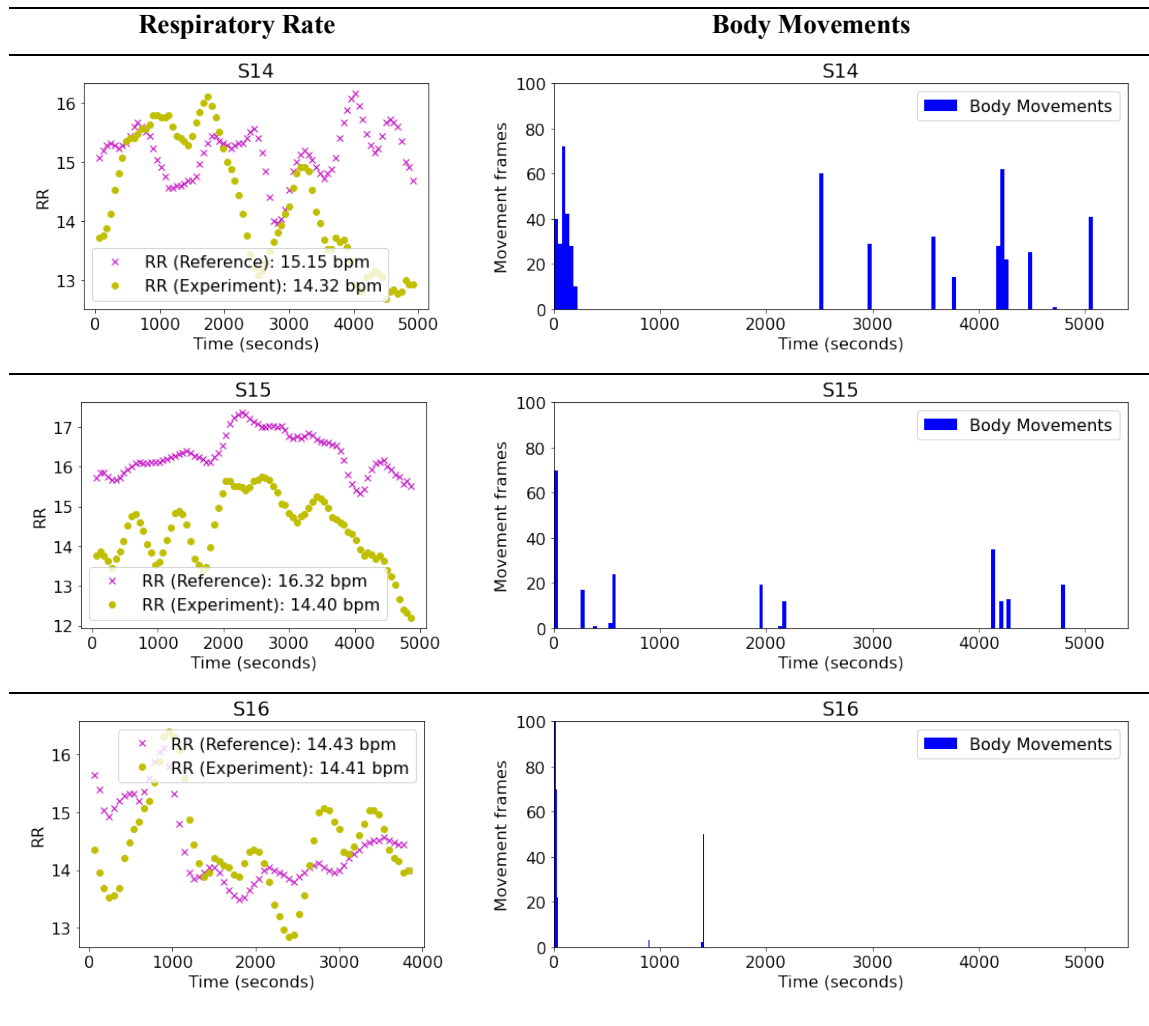 Respiratory Rate
Body Movements
S14
16
15
14
13
RR
RR (Reference): 15.15 bpm
RR (Experiment): 14.32 bpm
0 1000 2000 3000 4000 5000
Time (seconds)
S14
100
80
60
40
20
0
Movement frames
Body Movements
0 1000 2000 3000 4000 5000
Time (seconds)
S15
17
16
15
14
13
12
RR
RR (Reference): 16.32 bpm
RR (Experiment): 14.40 bpm
0 1000 2000 3000 4000 5000
Time (seconds)
S15
100
80
60
40
20
0
Movement frames
Body Movements
0 1000 2000 3000 4000 5000
Time (seconds)
S16
16
15
14
13
RR
RR (Reference): 14.43 bpm
RR (Experiment): 14.41 bpm
0 1000 2000 3000 4000
Time (seconds)
S16
100
80
60
40
20
0
Movement frames
Body Movements
0 1000 2000 3000 4000 5000
Time (seconds)